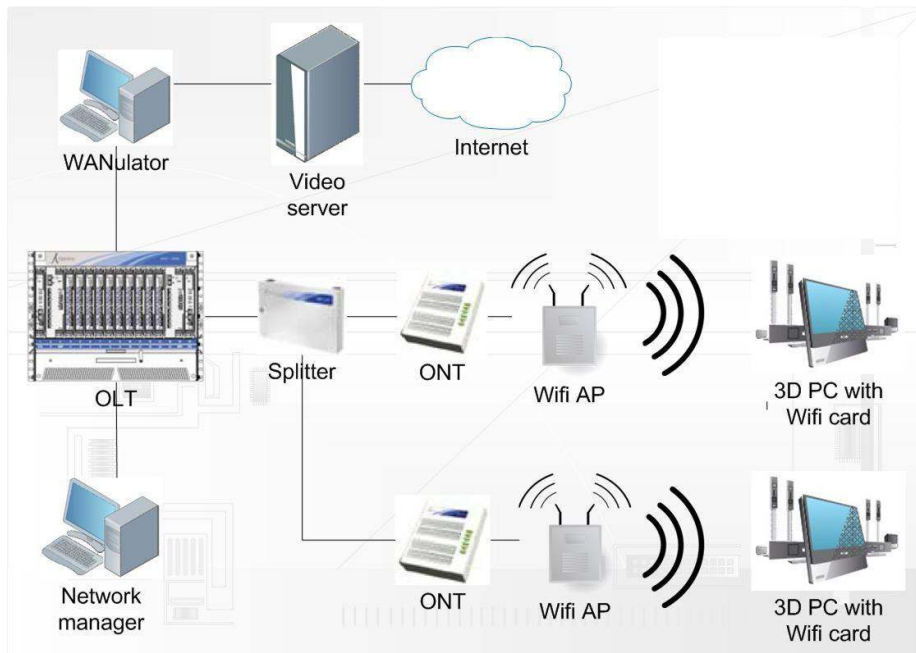 WANulator
Video
server
Internet
OLT
Splitter
ONT
Wifi AP
3D PC with
Wifi card
Network
manager
ONT
Wifi AP
3D PC with
Wifi card